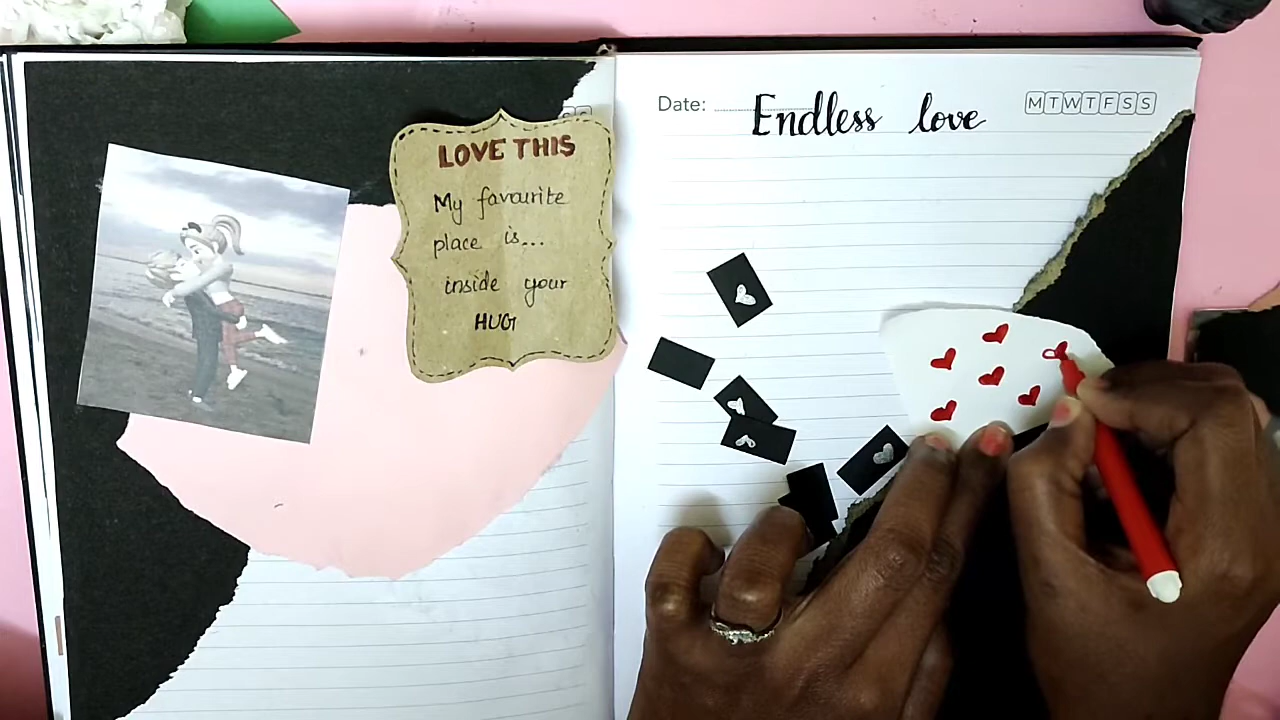 LOVE THIS
My favourite
place is...
inside your
HUG
Date:
Endless love
MTWTFSS